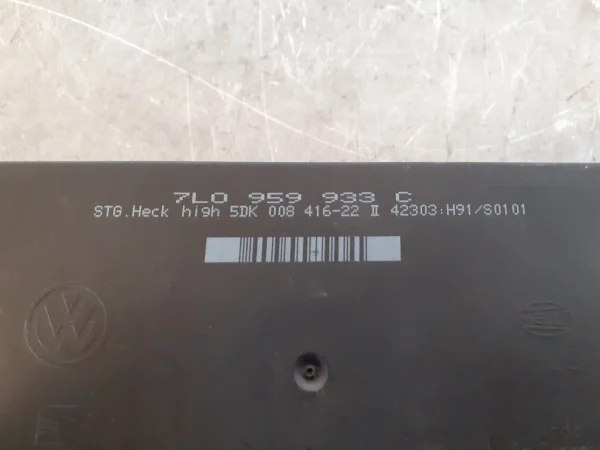 7L0 959 933 C
STG.Heck high 5DK 008 416-22 II 42303:H91/S0101